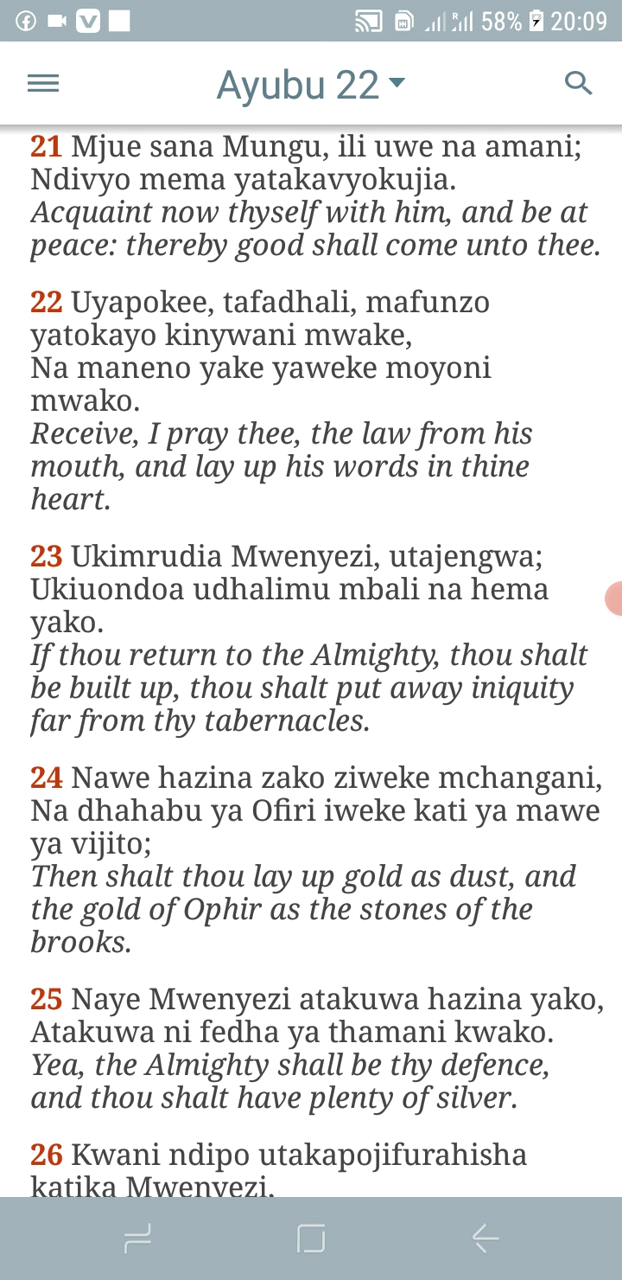 58% 20:09
Ayubu 22
21 Mjue sana Mungu, ili uwe na amani;
Ndivyo mema yatakavyokujia.
Acquaint now thyself with him, and be at
peace: thereby good shall come unto thee.
22 Uyapokee, tafadhali, mafunzo
yatokayo kinywani mwake,
Na maneno yake yaweke moyoni
mwako.
Receive, I pray thee, the law from his
mouth, and lay up his words in thine
heart.
23 Ukimrudia Mwenyezi, utajengwa;
Ukiuondoa udhalimu mbali na hema
yako.
If thou return to the Almighty, thou shalt
be built up, thou shalt put away iniquity
far from thy tabernacles.
24 Nawe hazina zako ziweke mchangani,
Na dhahabu ya Ofiri iweke kati ya mawe
ya vijito;
Then shalt thou lay up gold as dust, and
the gold of Ophir as the stones of the
brooks.
25 Naye Mwenyezi atakuwa hazina yako,
Atakuwa ni fedha ya thamani kwako.
Yea, the Almighty shall be thy defence,
and thou shalt have plenty of silver.
26 Kwani ndipo utakapojifurahisha
katika Mwenyezi,